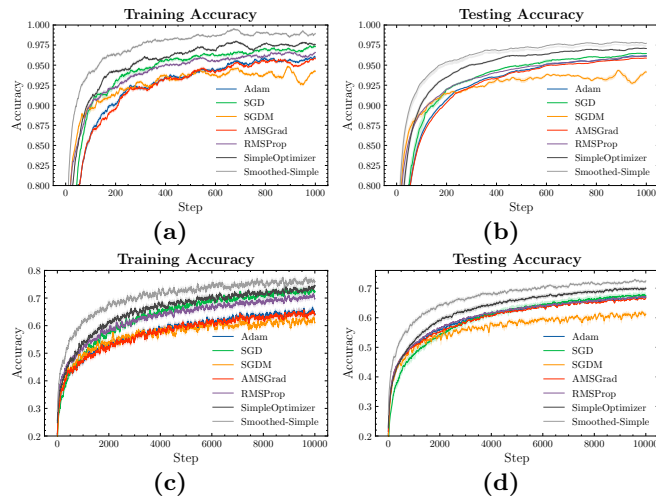 Training Accuracy
Accuracy
1.000
0.975
0.950
0.925
0.900
0.875
0.850
0.825
0.800
Adam
SGD
SGDM
AMSGrad
RMSProp
SimpleOptimizer
Smoothed-Simple
0 200 400 600 800 1000
Step
(a)
Testing Accuracy
Accuracy
1.000
0.975
0.950
0.925
0.900
0.875
0.850
0.825
0.800
Adam
SGD
SGDM
AMSGrad
RMSProp
SimpleOptimizer
Smoothed-Simple
0 200 400 600 800 1000
Step
(b)
Training Accuracy
Accuracy
0.8
0.7
0.6
0.5
0.4
0.3
0.2
Adam
SGD
SGDM
AMSGrad
RMSProp
SimpleOptimizer
Smoothed-Simple
0 2000 4000 6000 8000 10000
Step
(c)
Testing Accuracy
Accuracy
0.7
0.6
0.5
0.4
0.3
0.2
Adam
SGD
SGDM
AMSGrad
RMSProp
SimpleOptimizer
Smoothed-Simple
0 2000 4000 6000 8000 10000
Step
(d)